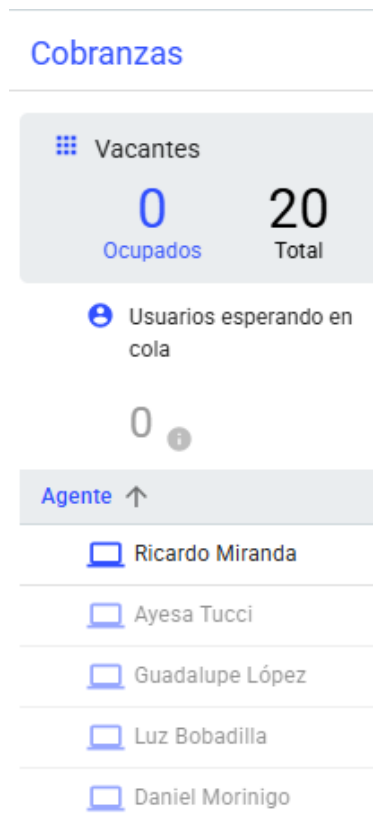 Cobranzas
Vacantes
0 20
Ocupados Total
Usuarios esperando en
cola
0
Agente
Ricardo Miranda
Ayesa Tucci
Guadalupe López
Luz Bobadilla
Daniel Morinigo